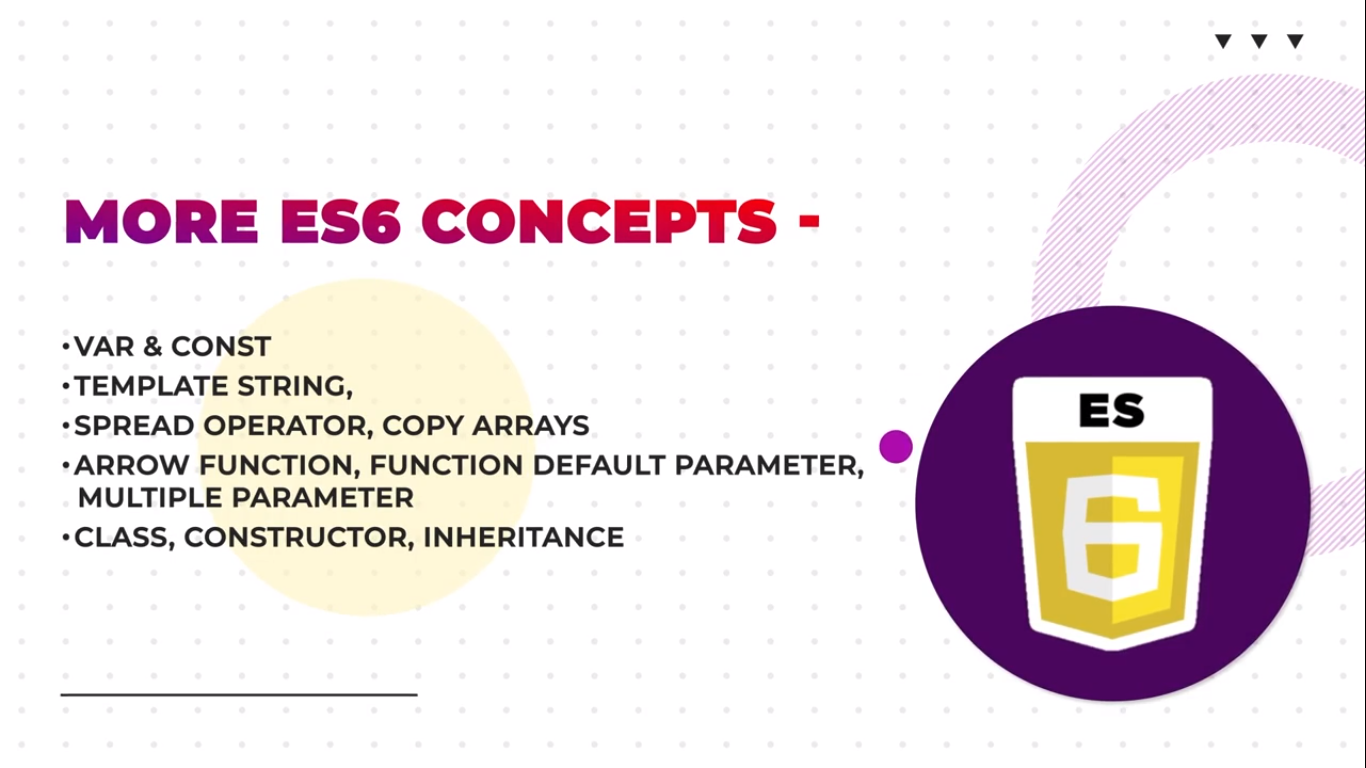 MORE ES6 CONCEPTS -
•VAR & CONST
•TEMPLATE STRING,
•SPREAD OPERATOR, COPY ARRAYS
•ARROW FUNCTION, FUNCTION DEFAULT PARAMETER,
MULTIPLE PARAMETER
•CLASS, CONSTRUCTOR, INHERITANCE
ES
6